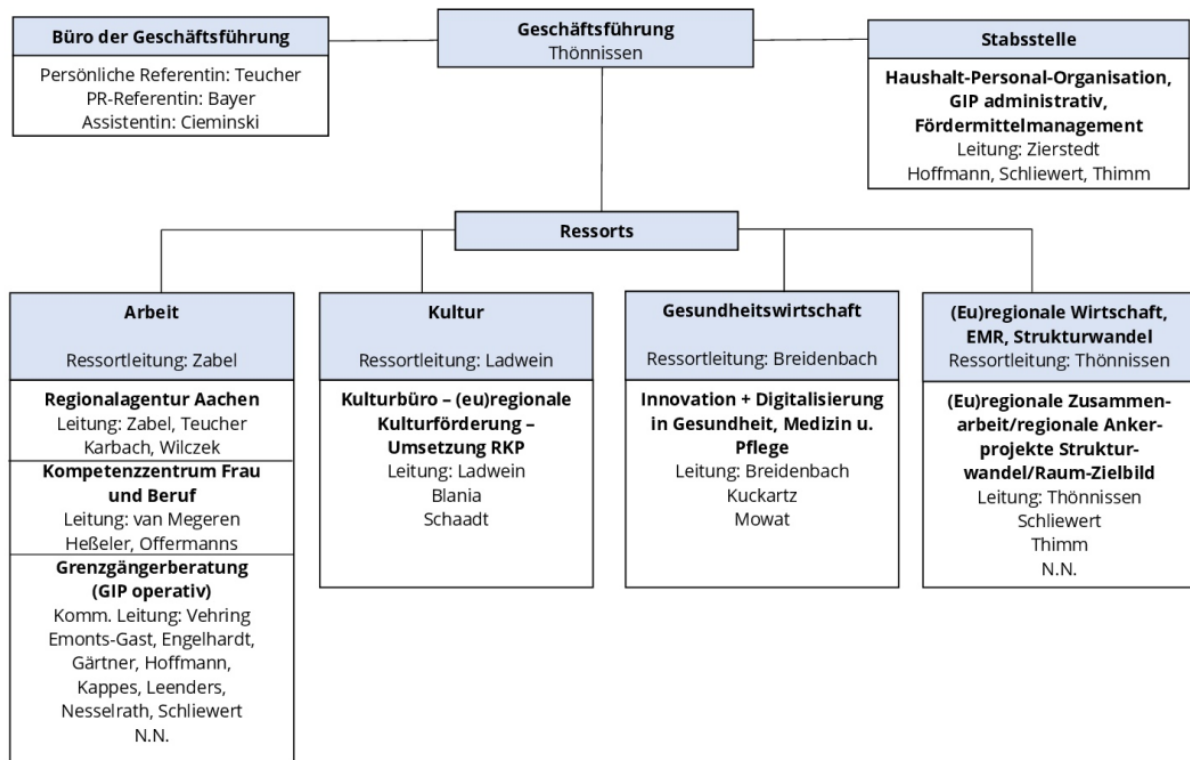 Büro der Geschäftsführung
Persönliche Referentin: Teucher
PR-Referentin: Bayer
Assistentin: Cieminski
Geschäftsführung
Thönnissen
Stabsstelle
Haushalt-Personal-Organisation,
GIP administrativ,
Fördermittelmanagement
Leitung: Zierstedt
Hoffmann, Schliewert, Thimm
Ressorts
Arbeit
Ressortleitung: Zabel
Regionalagentur Aachen
Leitung: Zabel, Teucher
Karbach, Wilczek
Kompetenzzentrum Frau
und Beruf
Leitung: van Megeren
Heßeler, Offermanns
Grenzgängerberatung
(GIP operativ)
Komm. Leitung: Vehring
Emonts-Gast, Engelhardt,
Gärtner, Hoffmann,
Kappes, Leenders,
Nesselrath, Schliewert
N.N.
Kultur
Ressortleitung: Ladwein
Kulturbüro – (eu)regionale
Kulturförderung –
Umsetzung RKP
Leitung: Ladwein
Blania
Schaadt
Gesundheitswirtschaft
Ressortleitung: Breidenbach
Innovation + Digitalisierung
in Gesundheit, Medizin u.
Pflege
Leitung: Breidenbach
Kuckartz
Mowat
(Eu)regionale Wirtschaft,
EMR, Strukturwandel
Ressortleitung: Thönnissen
(Eu)regionale Zusammen-
arbeit/regionale Anker-
projekte Struktur-
wandel/Raum-Zielbild
Leitung: Thönnissen
Schliewert
Thimm
N.N.